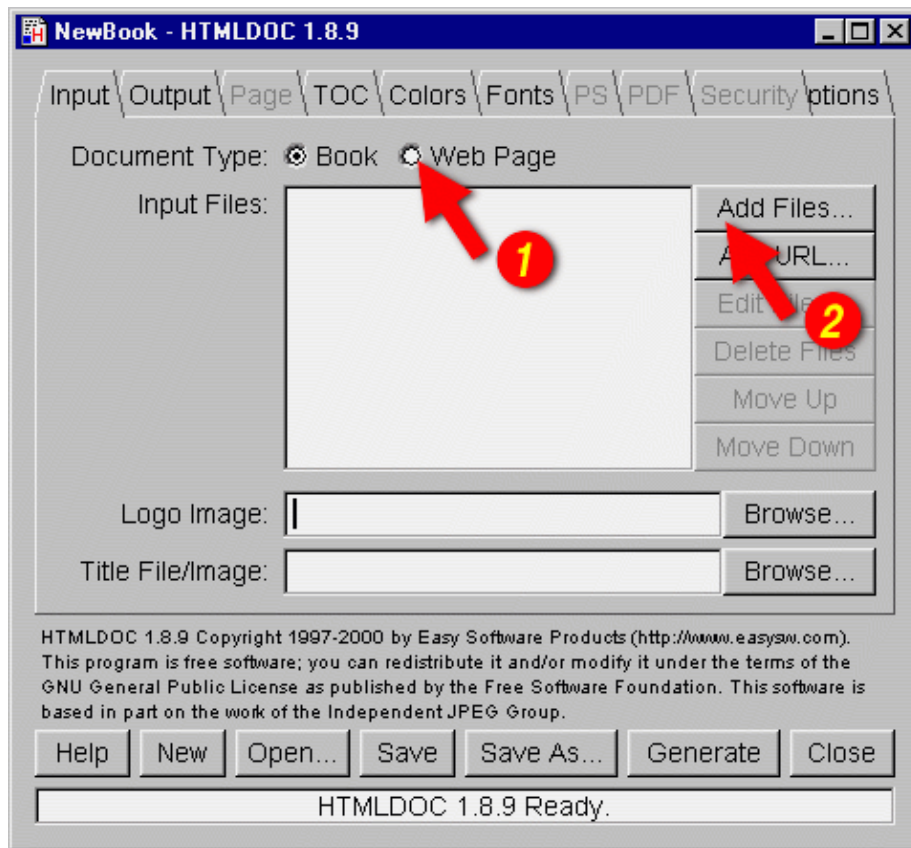 NewBook - HTMLDOC 1.8.9
Input Output Page TOC Colors Fonts PS PDF Security ptions
Document Type: Book Web Page
Input Files:
Add Files...
1
URL...
Edit
2
Delete Files
Move Up
Move Down
Logo Image: Browse...
Title File/Image: Browse...
HTMLDOC 1.8.9 Copyright 1997-2000 by Easy Software Products (http://www.easysw.com).
This program is free software; you can redistribute it and/or modify it under the terms of the
GNU General Public License as published by the Free Software Foundation. This software is
based in part on the work of the Independent JPEG Group.
Help New Open... Save Save As... Generate Close
HTMLDOC 1.8.9 Ready.